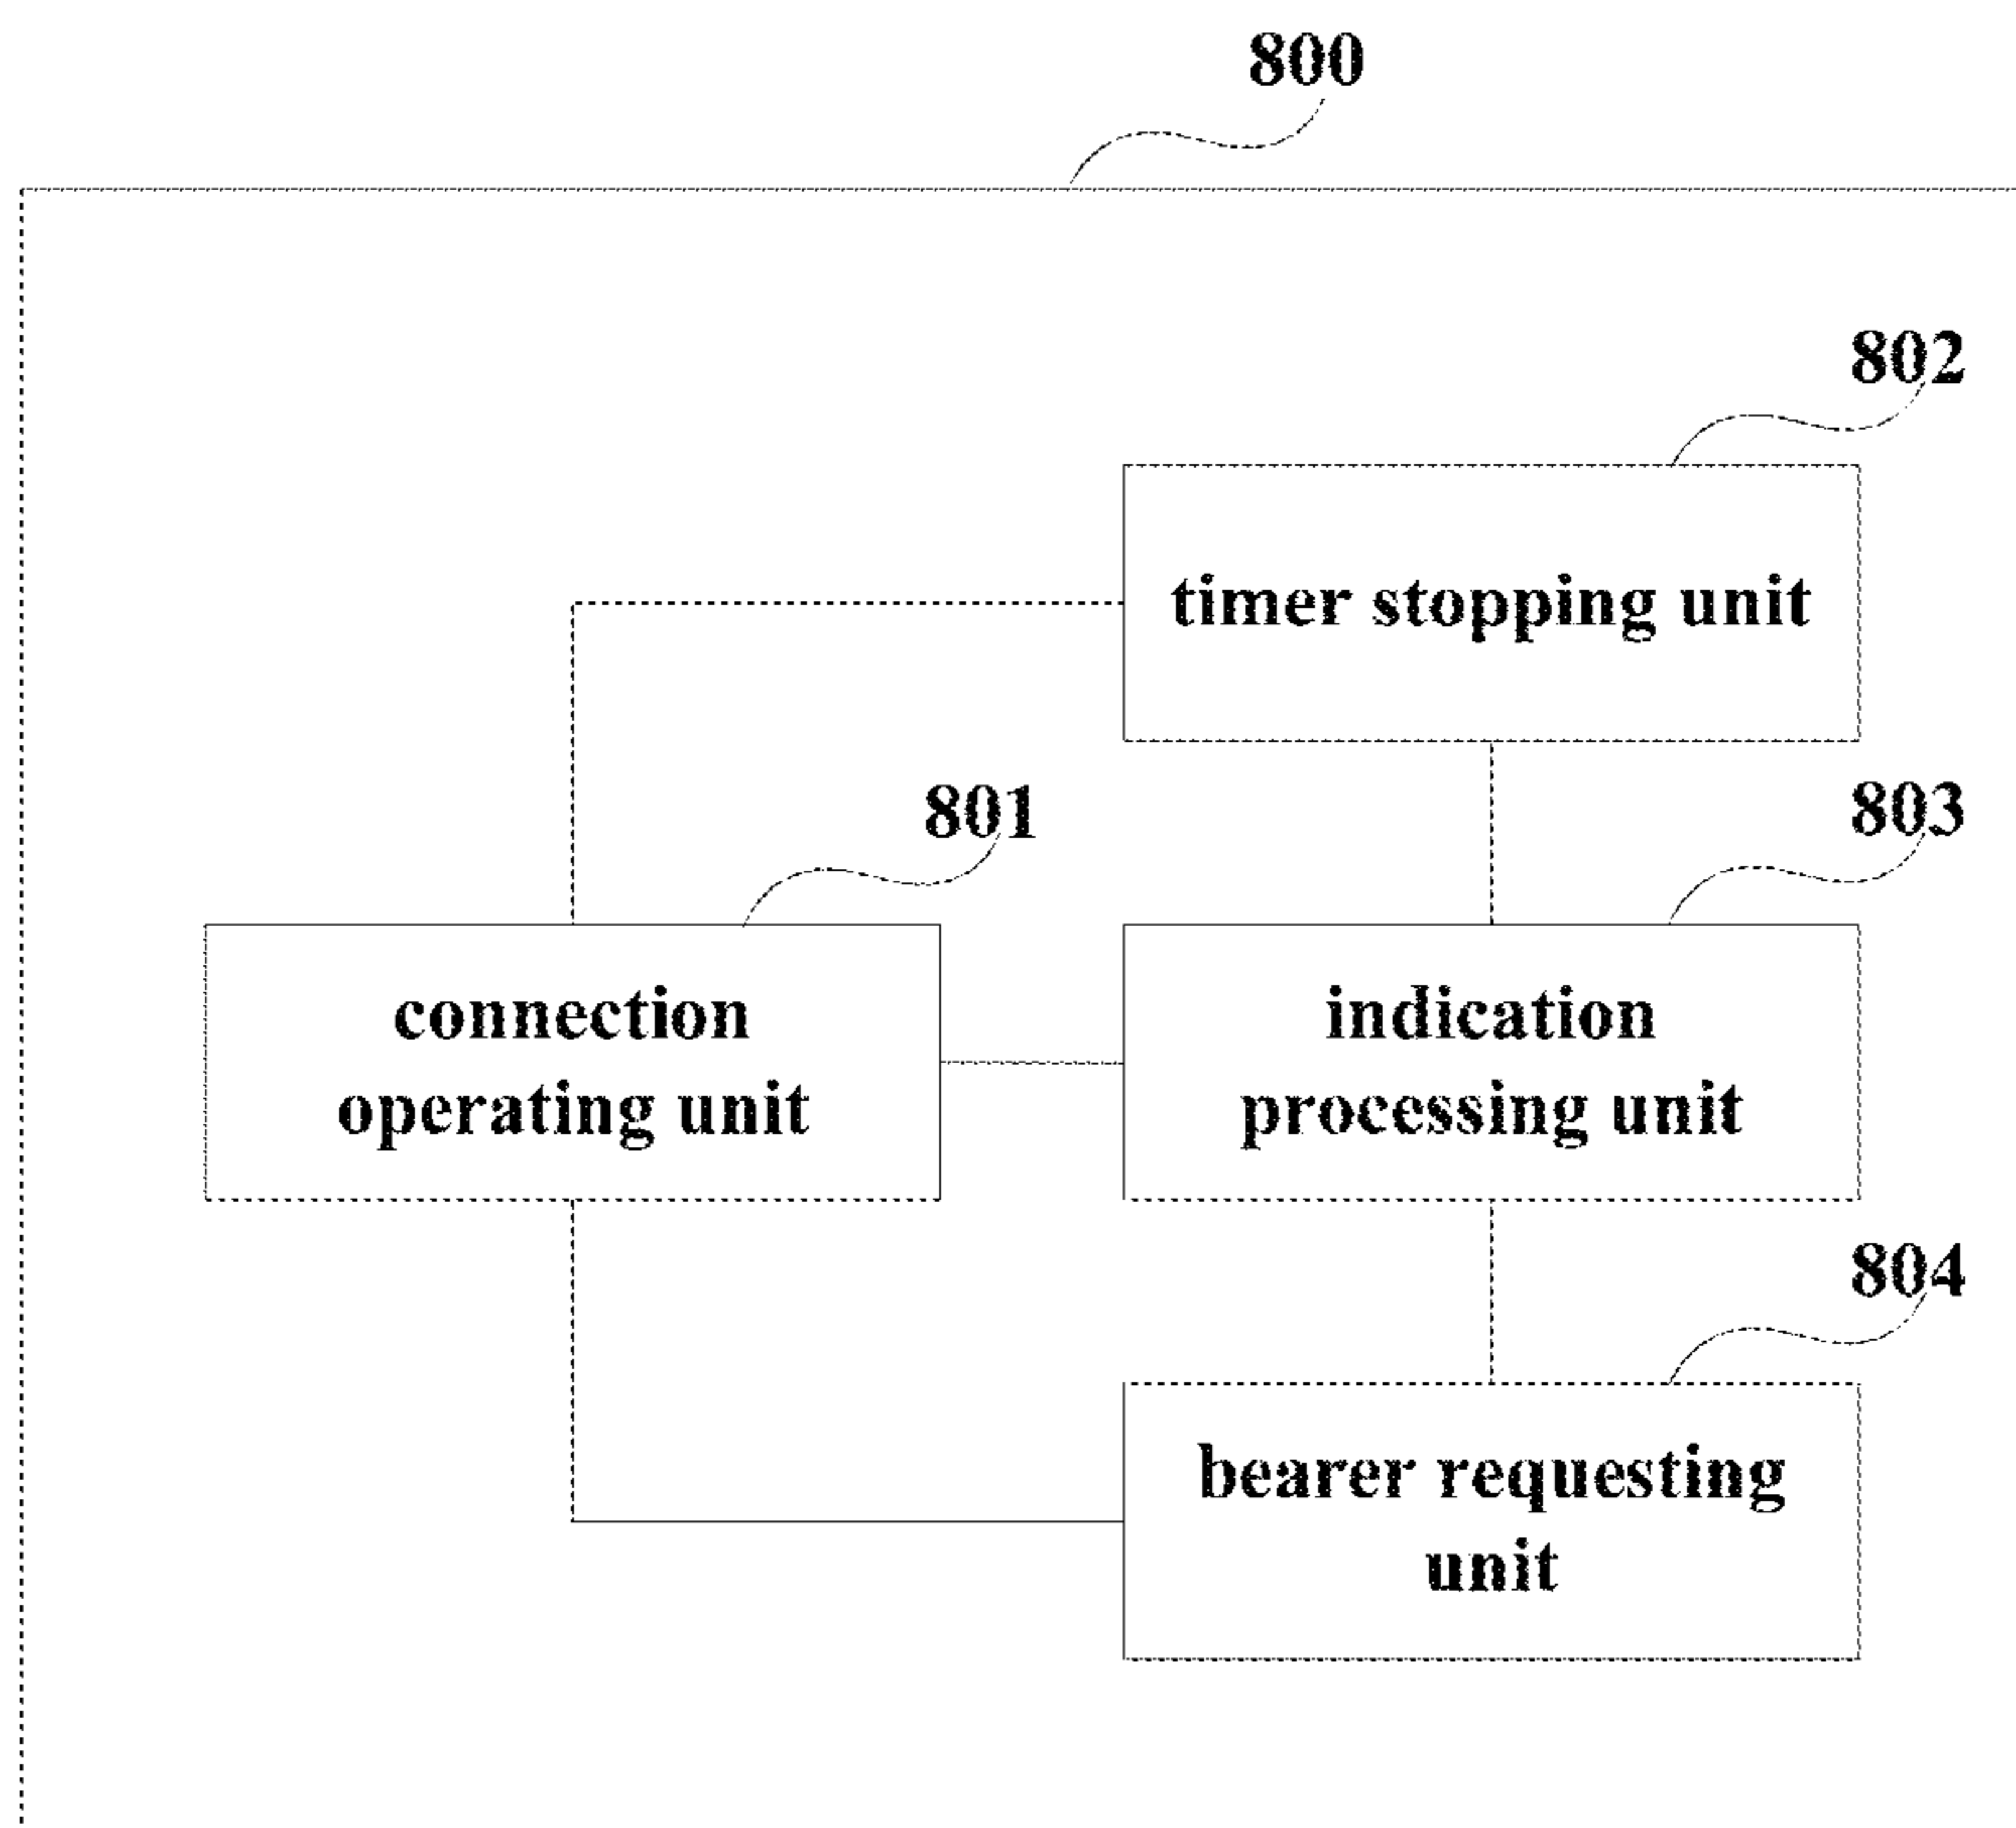 800
802
timer stopping unit
801
803
connection
operating unit
indication
processing unit
804
bearer requesting
unit